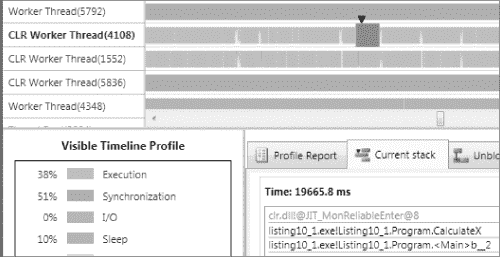 Worker Thread(5792)
CLR Worker Thread(4108)
CLR Worker Thread(1552)
CLR Worker Thread(5836)
Worker Thread(4348)
Visible Timeline Profile
38% Execution
51% Synchronization
0% I/O
10% Sleep
Profile Report
Current stack
Unblo
Time: 19665.8 ms
clr.dll@JIT_MonReliableEnter@8
listing10_1.exe!Listing10_1.Program.CalculateX
listing10_1.exe!Listing10_1.Program.<Main>b__2